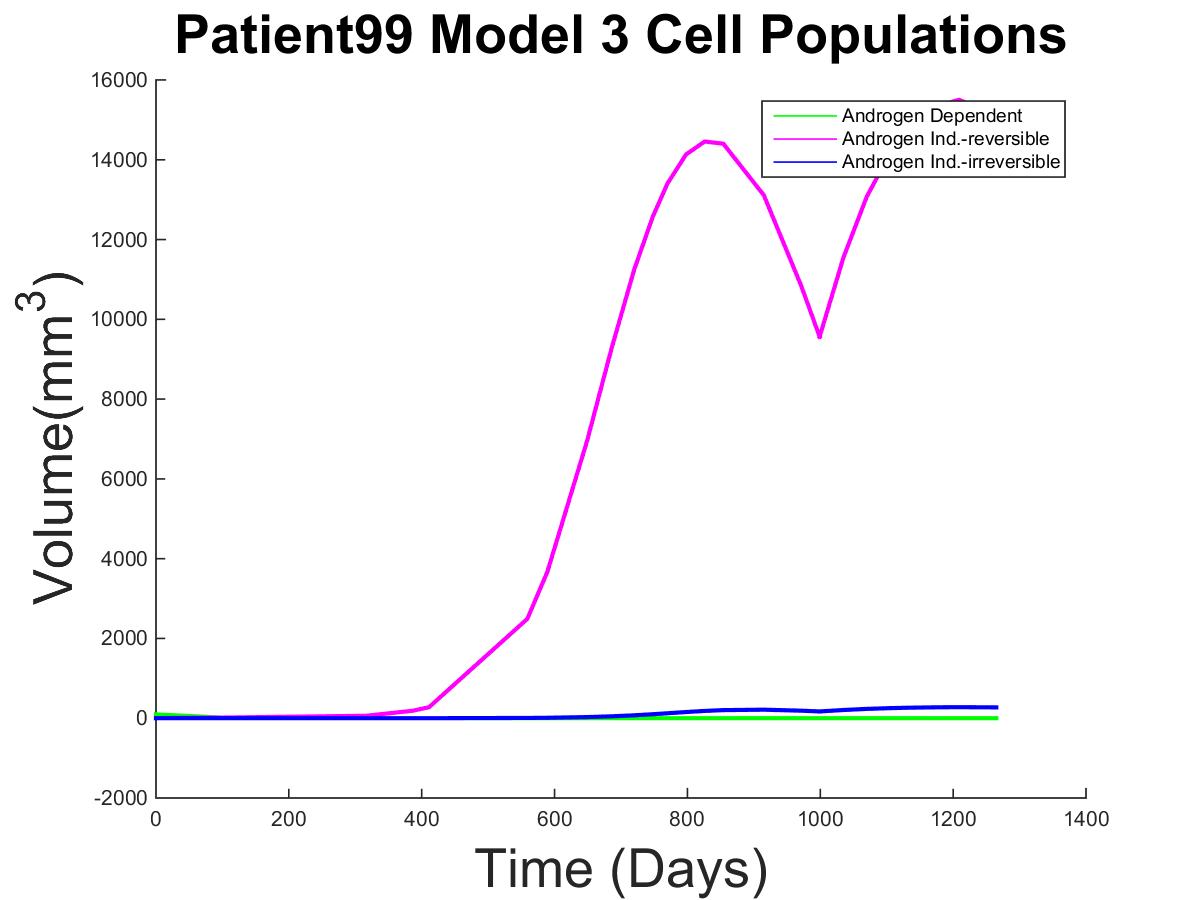 Patient99 Model 3 Cell Populations
16000
14000
12000
10000
8000
6000
4000
2000
0
-2000
Volume(mm³)
Androgen Dependent
Androgen Ind.-reversible
Androgen Ind.-irreversible
0 200 400 600 800 1000 1200 1400
Time (Days)